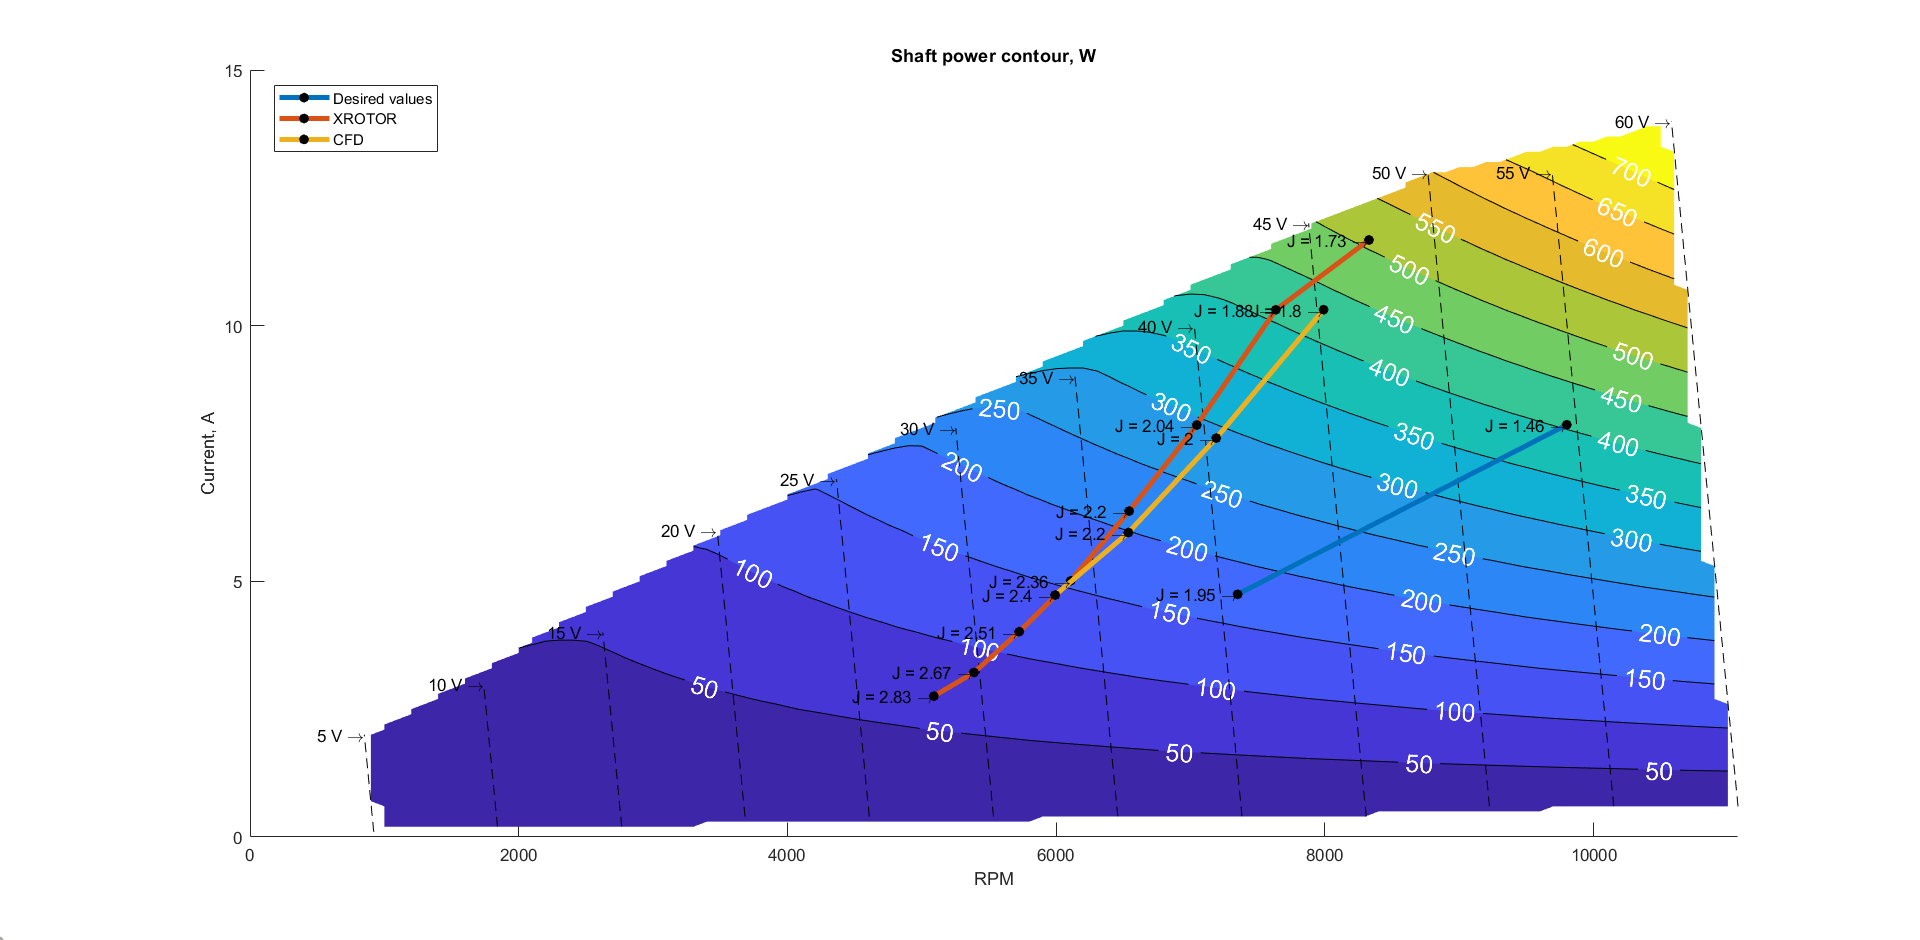 Shaft power contour, W
15
Desired values
XROTOR
CFD
60 V →
700
50 V →
55 V →
650
45 V →
550
J = 1.73 →
600
500
J = 1.88 →
J = 1.8 →
450
10
40 V →
350
500
400
35 V →
450
250
300
J = 2.04 →
J = 1.46 →
30 V →
J = 2 →
350
400
200
25 V →
300
250
350
J = 2.2 →
20 V →
J = 2.2 →
300
150
200
250
5
100
J = 2.36 →
J = 2.4 →
J = 1.95 →
200
150
15 V →
J = 2.51 →
200
100
150
J = 2.67 →
150
10 V →
50
100
J = 2.83 →
100
5 V →
50
50
50
50
0
0
2000
4000
6000
8000
10000
RPM
Current, A